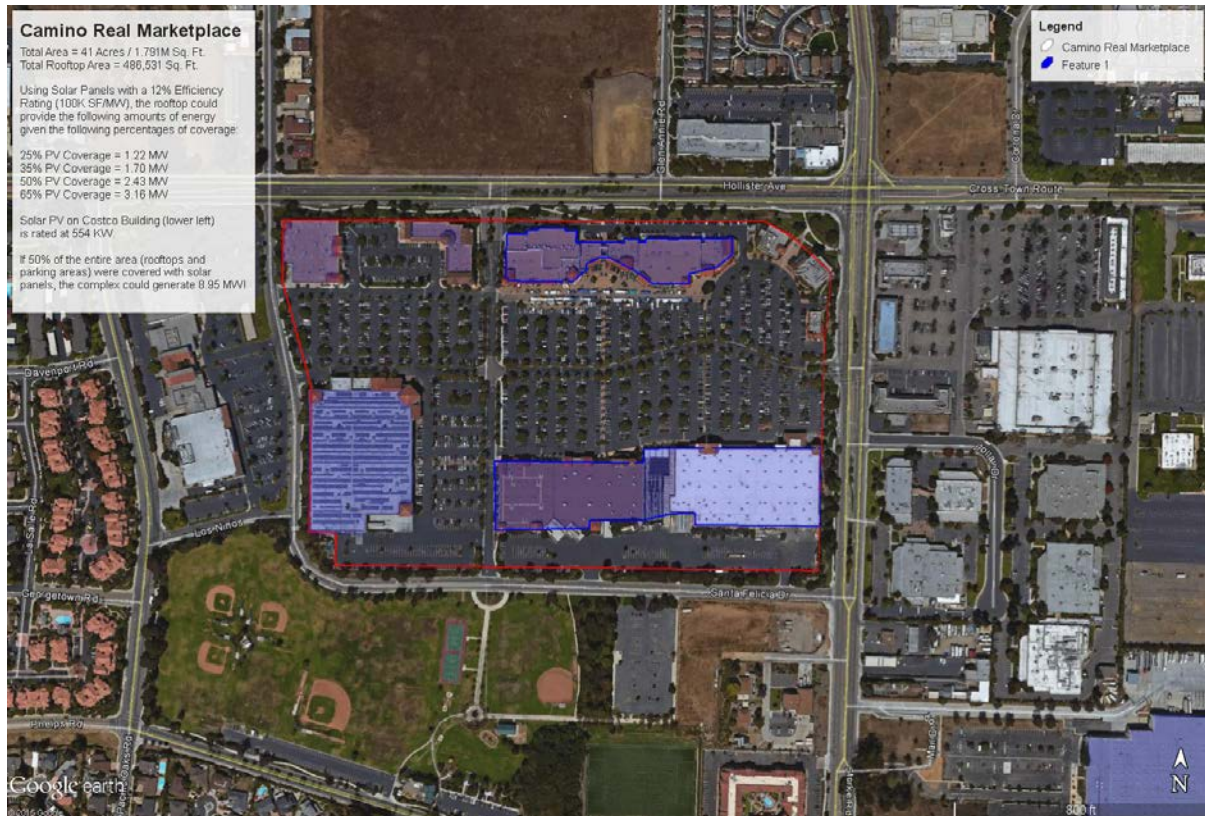 Camino Real Marketplace
Total Area = 41 Acres / 1.791M Sq. Ft.
Total Rooftop Area = 486,531 Sq. Ft.
Using Solar Panels with a 12% Efficiency
Rating (100K SF/MW), the rooftop could
provide the following amounts of energy
given the following percentages of coverage:
25% PV Coverage = 1.22 MW
35% PV Coverage = 1.70 MW
50% PV Coverage = 2.43 MW
65% PV Coverage = 3.16 MW
Solar PV on Costco Building (lower left)
is rated at 554 KW.
If 50% of the entire area (rooftops and
parking areas) were covered with solar
panels, the complex could generate 8.95 MW!
Legend
Camino Real Marketplace
Feature 1
Glen Annie Rd
Hollister Ave
Cross Town Route
Davenport Rd
La Salle Rd
Los Ninos
Georgetown Rd
Santa Felicia Dr
Phelps Rd
Pacific Oaks Rd
Google earth
800 ft
N